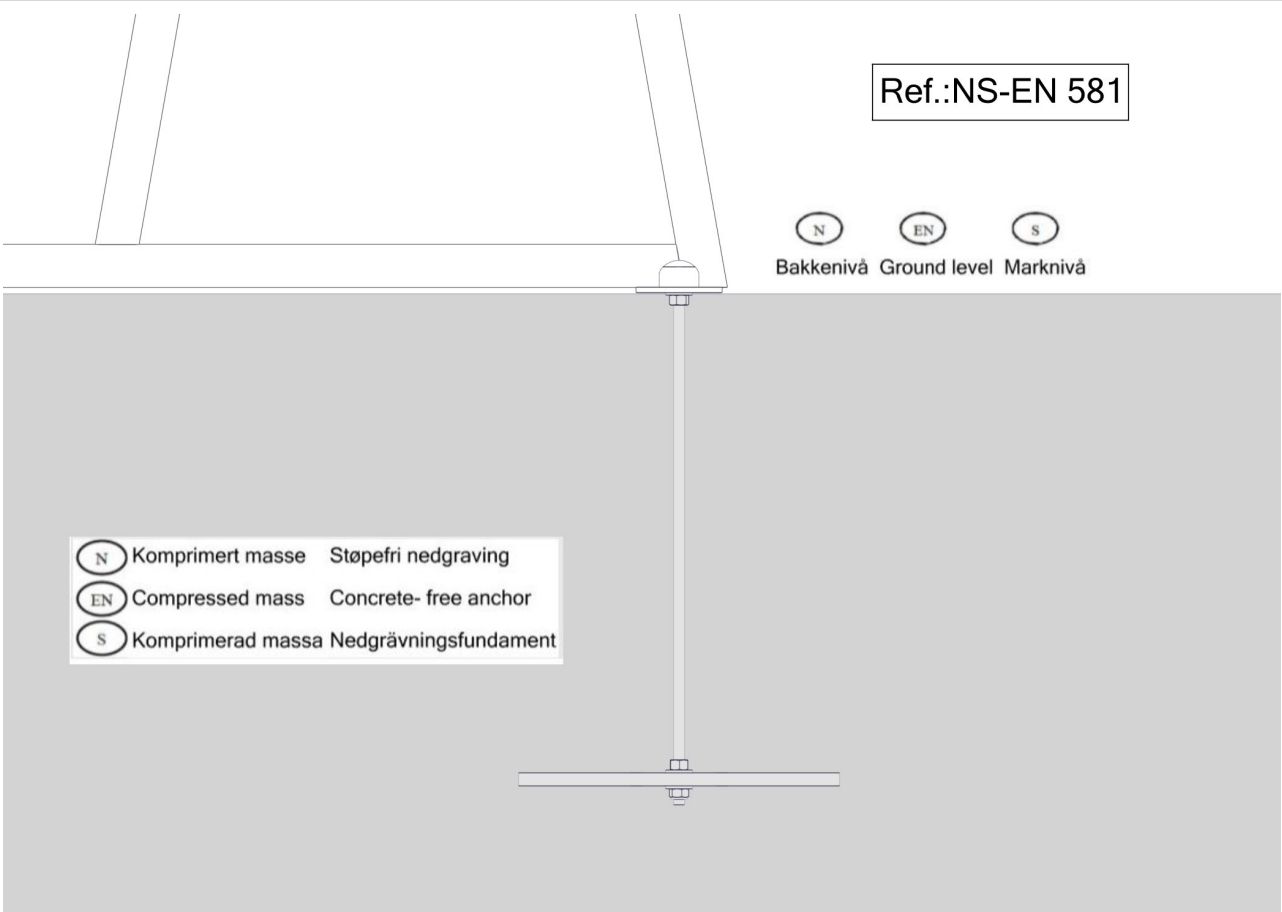 Ref.:NS-EN 581
N EN S
Bakkenivå Ground level Marknivå
N Komprimert masse Støpefri nedgraving
EN Compressed mass Concrete- free anchor
S Komprimerad massa Nedgrävningsfundament